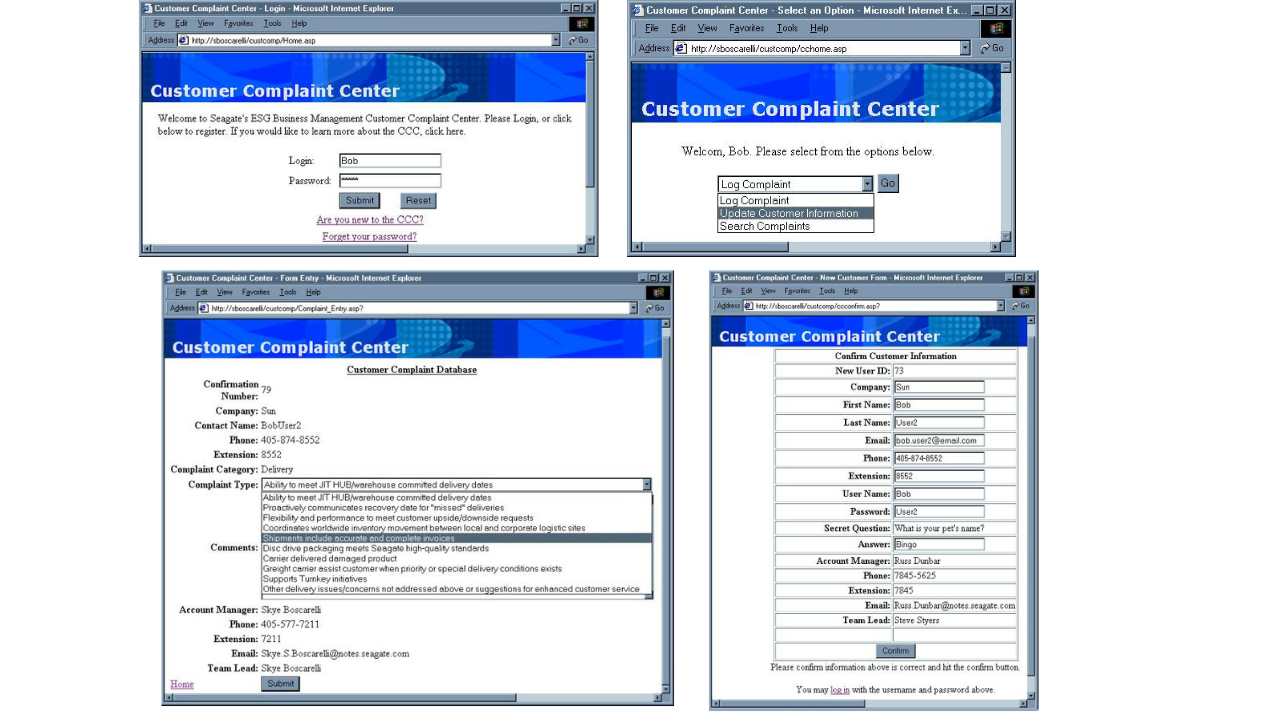 Customer Complaint Center - Login - Microsoft Internet Explorer
File Edit View Favorites Tools Help
Address http://sboscarelli/custcomp/Home.asp Go
Customer Complaint Center
Welcome to Seagate's ESG Business Management Customer Complaint Center. Please Login, or click
below to register. If you would like to learn more about the CCC, click here.
Login: Bob
Password: *****
Submit Reset
Are you new to the CCC?
Forget your password?
Customer Complaint Center - Select an Option - Microsoft Internet Ex...
File Edit View Favorites Tools Help
Address http://sboscarelli/custcomp/cchome.asp Go
Customer Complaint Center
Welcom, Bob. Please select from the options below.
Log Complaint Go
Log Complaint
Update Customer Information
Search Complaints
Customer Complaint Center - Form Entry - Microsoft Internet Explorer
File Edit View Favorites Tools Help
Address http://sboscarelli/custcomp/Complaint_Entry.asp? Go
Customer Complaint Center
Customer Complaint Database
Confirmation
Number: 79
Company: Sun
Contact Name: BobUser2
Phone: 405-874-8552
Extension: 8552
Complaint Category: Delivery
Complaint Type: Ability to meet JIT HUB/warehouse committed delivery dates
Ability to meet JIT HUB/warehouse committed delivery dates
Proactively communicates recovery date for "missed" deliveries
Flexibility and performance to meet customer upside/downside requests
Coordinates worldwide inventory movement between local and corporate logistic sites
Shipments include accurate and complete invoices
Comments: Disc drive packaging meets Seagate high-quality standards
Carrier delivered damaged product
Greight carrier assist customer when priority or special delivery conditions exists
Supports Turnkey initiatives
Other delivery issues/concerns not addressed above or suggestions for enhanced customer service
Account Manager: Skye Boscarelli
Phone: 405-577-7211
Extension: 7211
Email: Skye.S.Boscarelli@notes.seagate.com
Team Lead: Skye Boscarelli
Home Submit
Customer Complaint Center - New Customer Form - Microsoft Internet Explorer
File Edit View Favorites Tools Help
Address http://sboscarelli/custcomp/ccconfirm.asp? Go
Customer Complaint Center
Confirm Customer Information
New User ID: 73
Company: Sun
First Name: Bob
Last Name: User2
Email: bob.user2@email.com
Phone: 405-874-8552
Extension: 8552
User Name: Bob
Password: User2
Secret Question: What is your pet's name?
Answer: Bingo
Account Manager: Russ Dunbar
Phone: 7845-5625
Extension: 7845
Email: Russ.Dunbar@notes.seagate.com
Team Lead: Steve Styers
Confirm
Please confirm information above is correct and hit the confirm button.
You may log in with the username and password above.